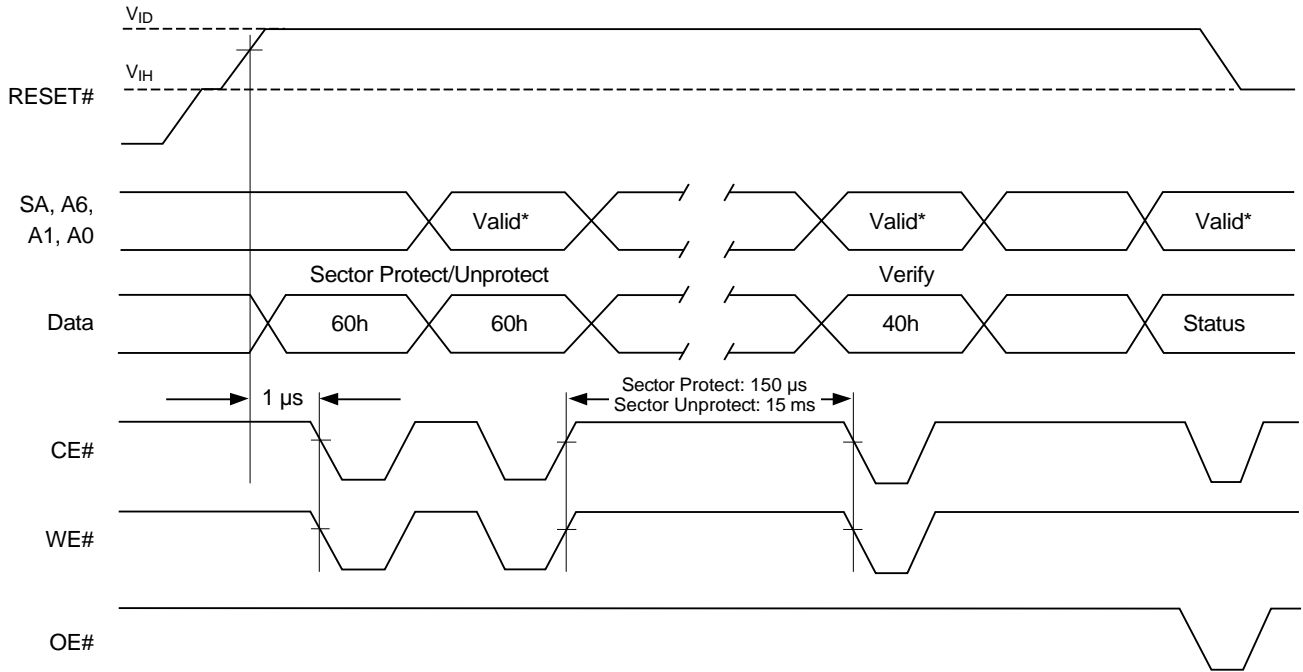 VID
VIH
RESET#
SA, A6,
A1, A0
Valid*
Valid*
Valid*
Sector Protect/Unprotect
Verify
Data
60h
60h
40h
Status
1 µs
Sector Protect: 150 µs
Sector Unprotect: 15 ms
CE#
WE#
OE#